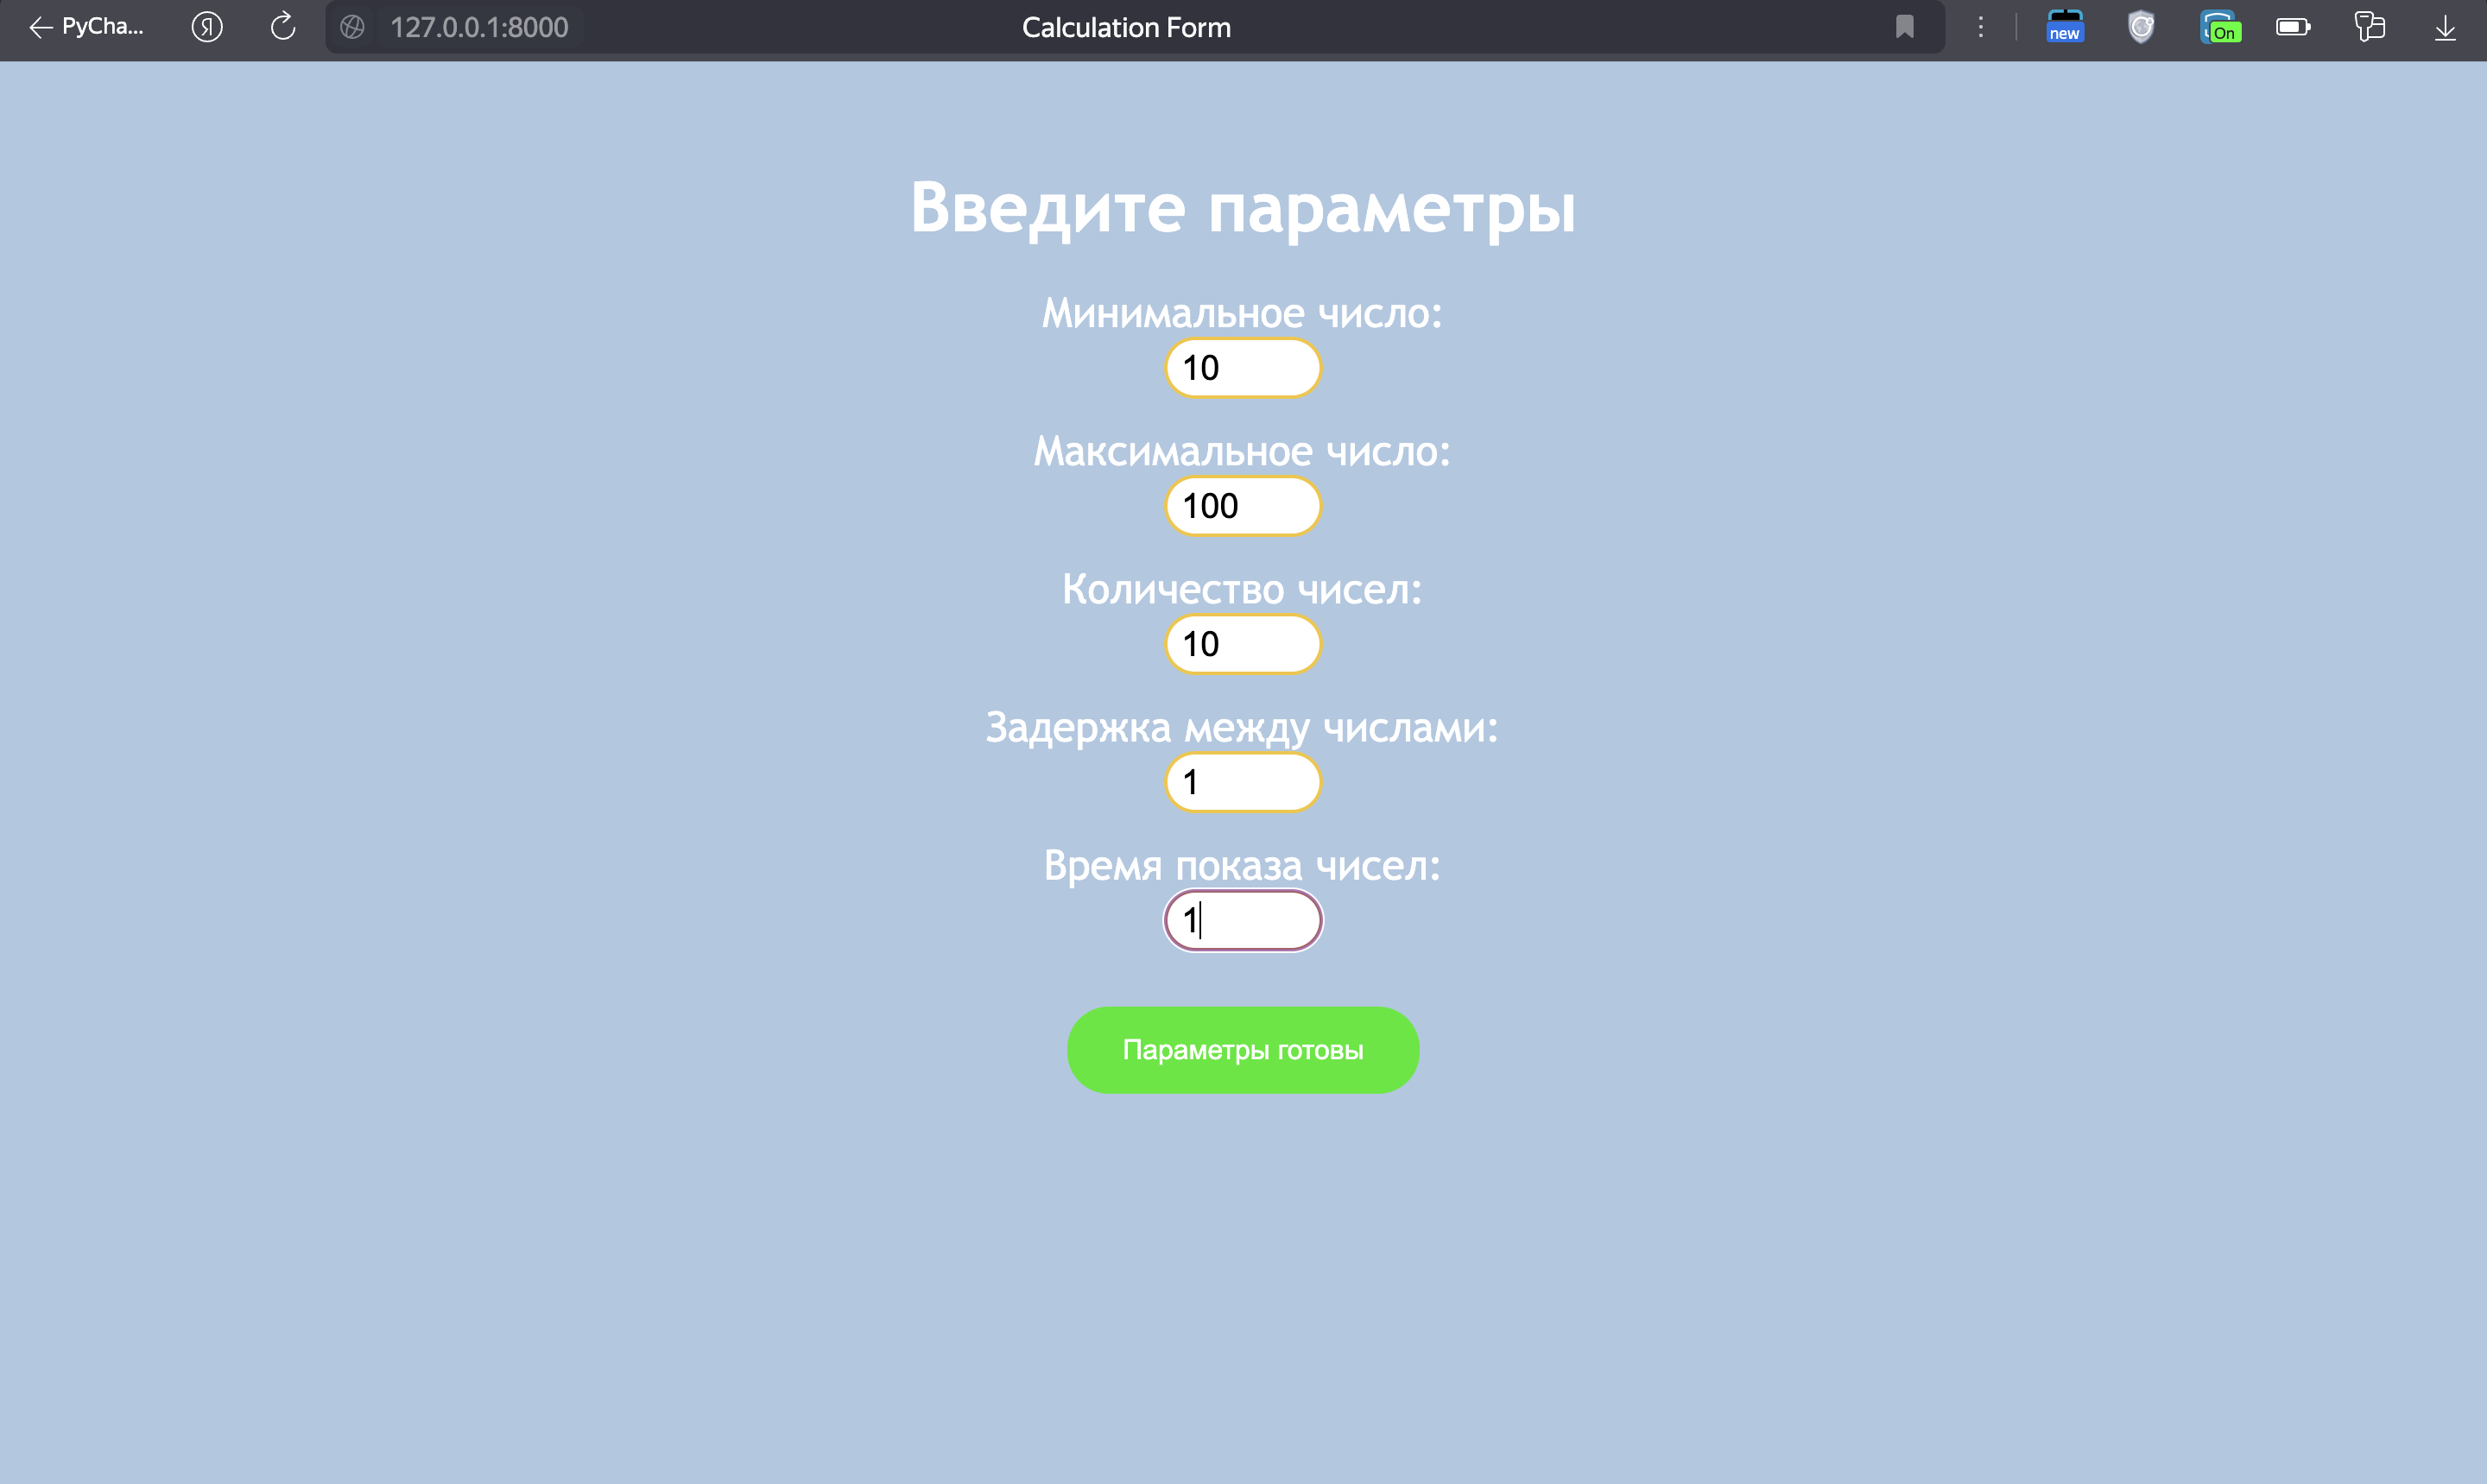 PyCha...
Я
127.0.0.1:8000
Calculation Form
new
On
Введите параметры
Минимальное число:
10
Максимальное число:
100
Количество чисел:
10
Задержка между числами:
1
Время показа чисел:
1
Параметры готовы